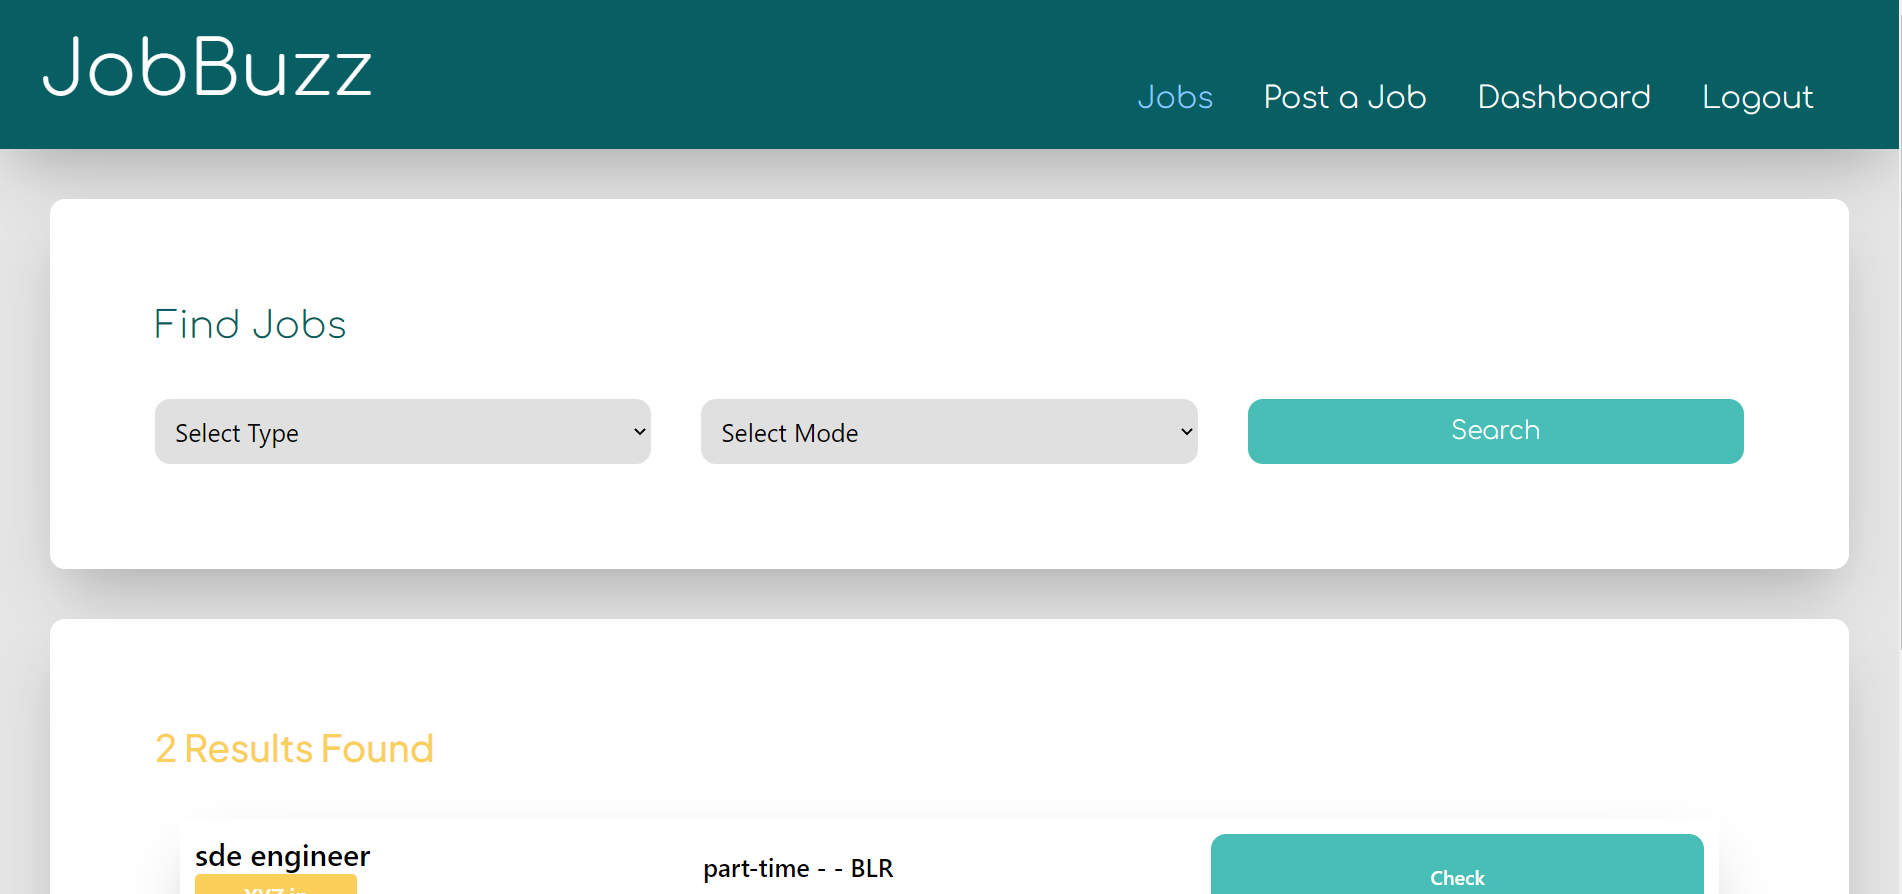 JobBuzz
Jobs Post a Job Dashboard Logout
Find Jobs
Select Type Select Mode Search
2 Results Found
sde engineer
part-time - - BLR
Check